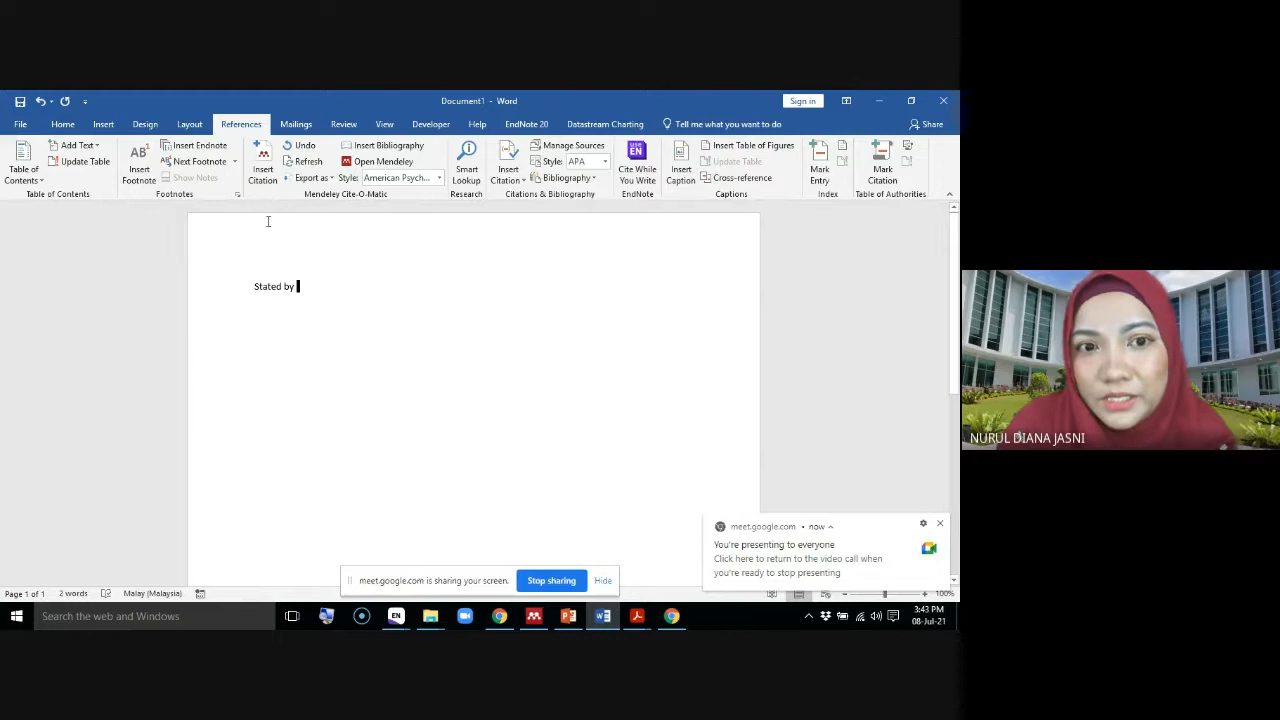 Document1 - Word
Sign in
File Home Insert Design Layout References Mailings Review View Developer Help EndNote 20 Datastream Charting Tell me what you want to do Share
Table of Contents
Add Text
Update Table
Table of Contents
AB1
Insert Footnote
Insert Endnote
Next Footnote
Show Notes
Footnotes
Insert Citation
Undo
Refresh
Export as
Insert Bibliography
Open Mendeley
Style: American Psych...
Mendeley Cite-O-Matic
Smart Lookup
Research
Insert Citation
Manage Sources
Style: APA
Bibliography
Citations & Bibliography
EN
Cite While You Write
EndNote
Insert Caption
Insert Table of Figures
Update Table
Cross-reference
Captions
Mark Entry
Index
Mark Citation
Table of Authorities
Stated by
NURUL DIANA JASNI
meet.google.com • now
You're presenting to everyone
Click here to return to the video call when
you're ready to stop presenting
meet.google.com is sharing your screen. Stop sharing Hide
Page 1 of 1 2 words Malay (Malaysia) 100%
Search the web and Windows
EN
3:43 PM
08-Jul-21